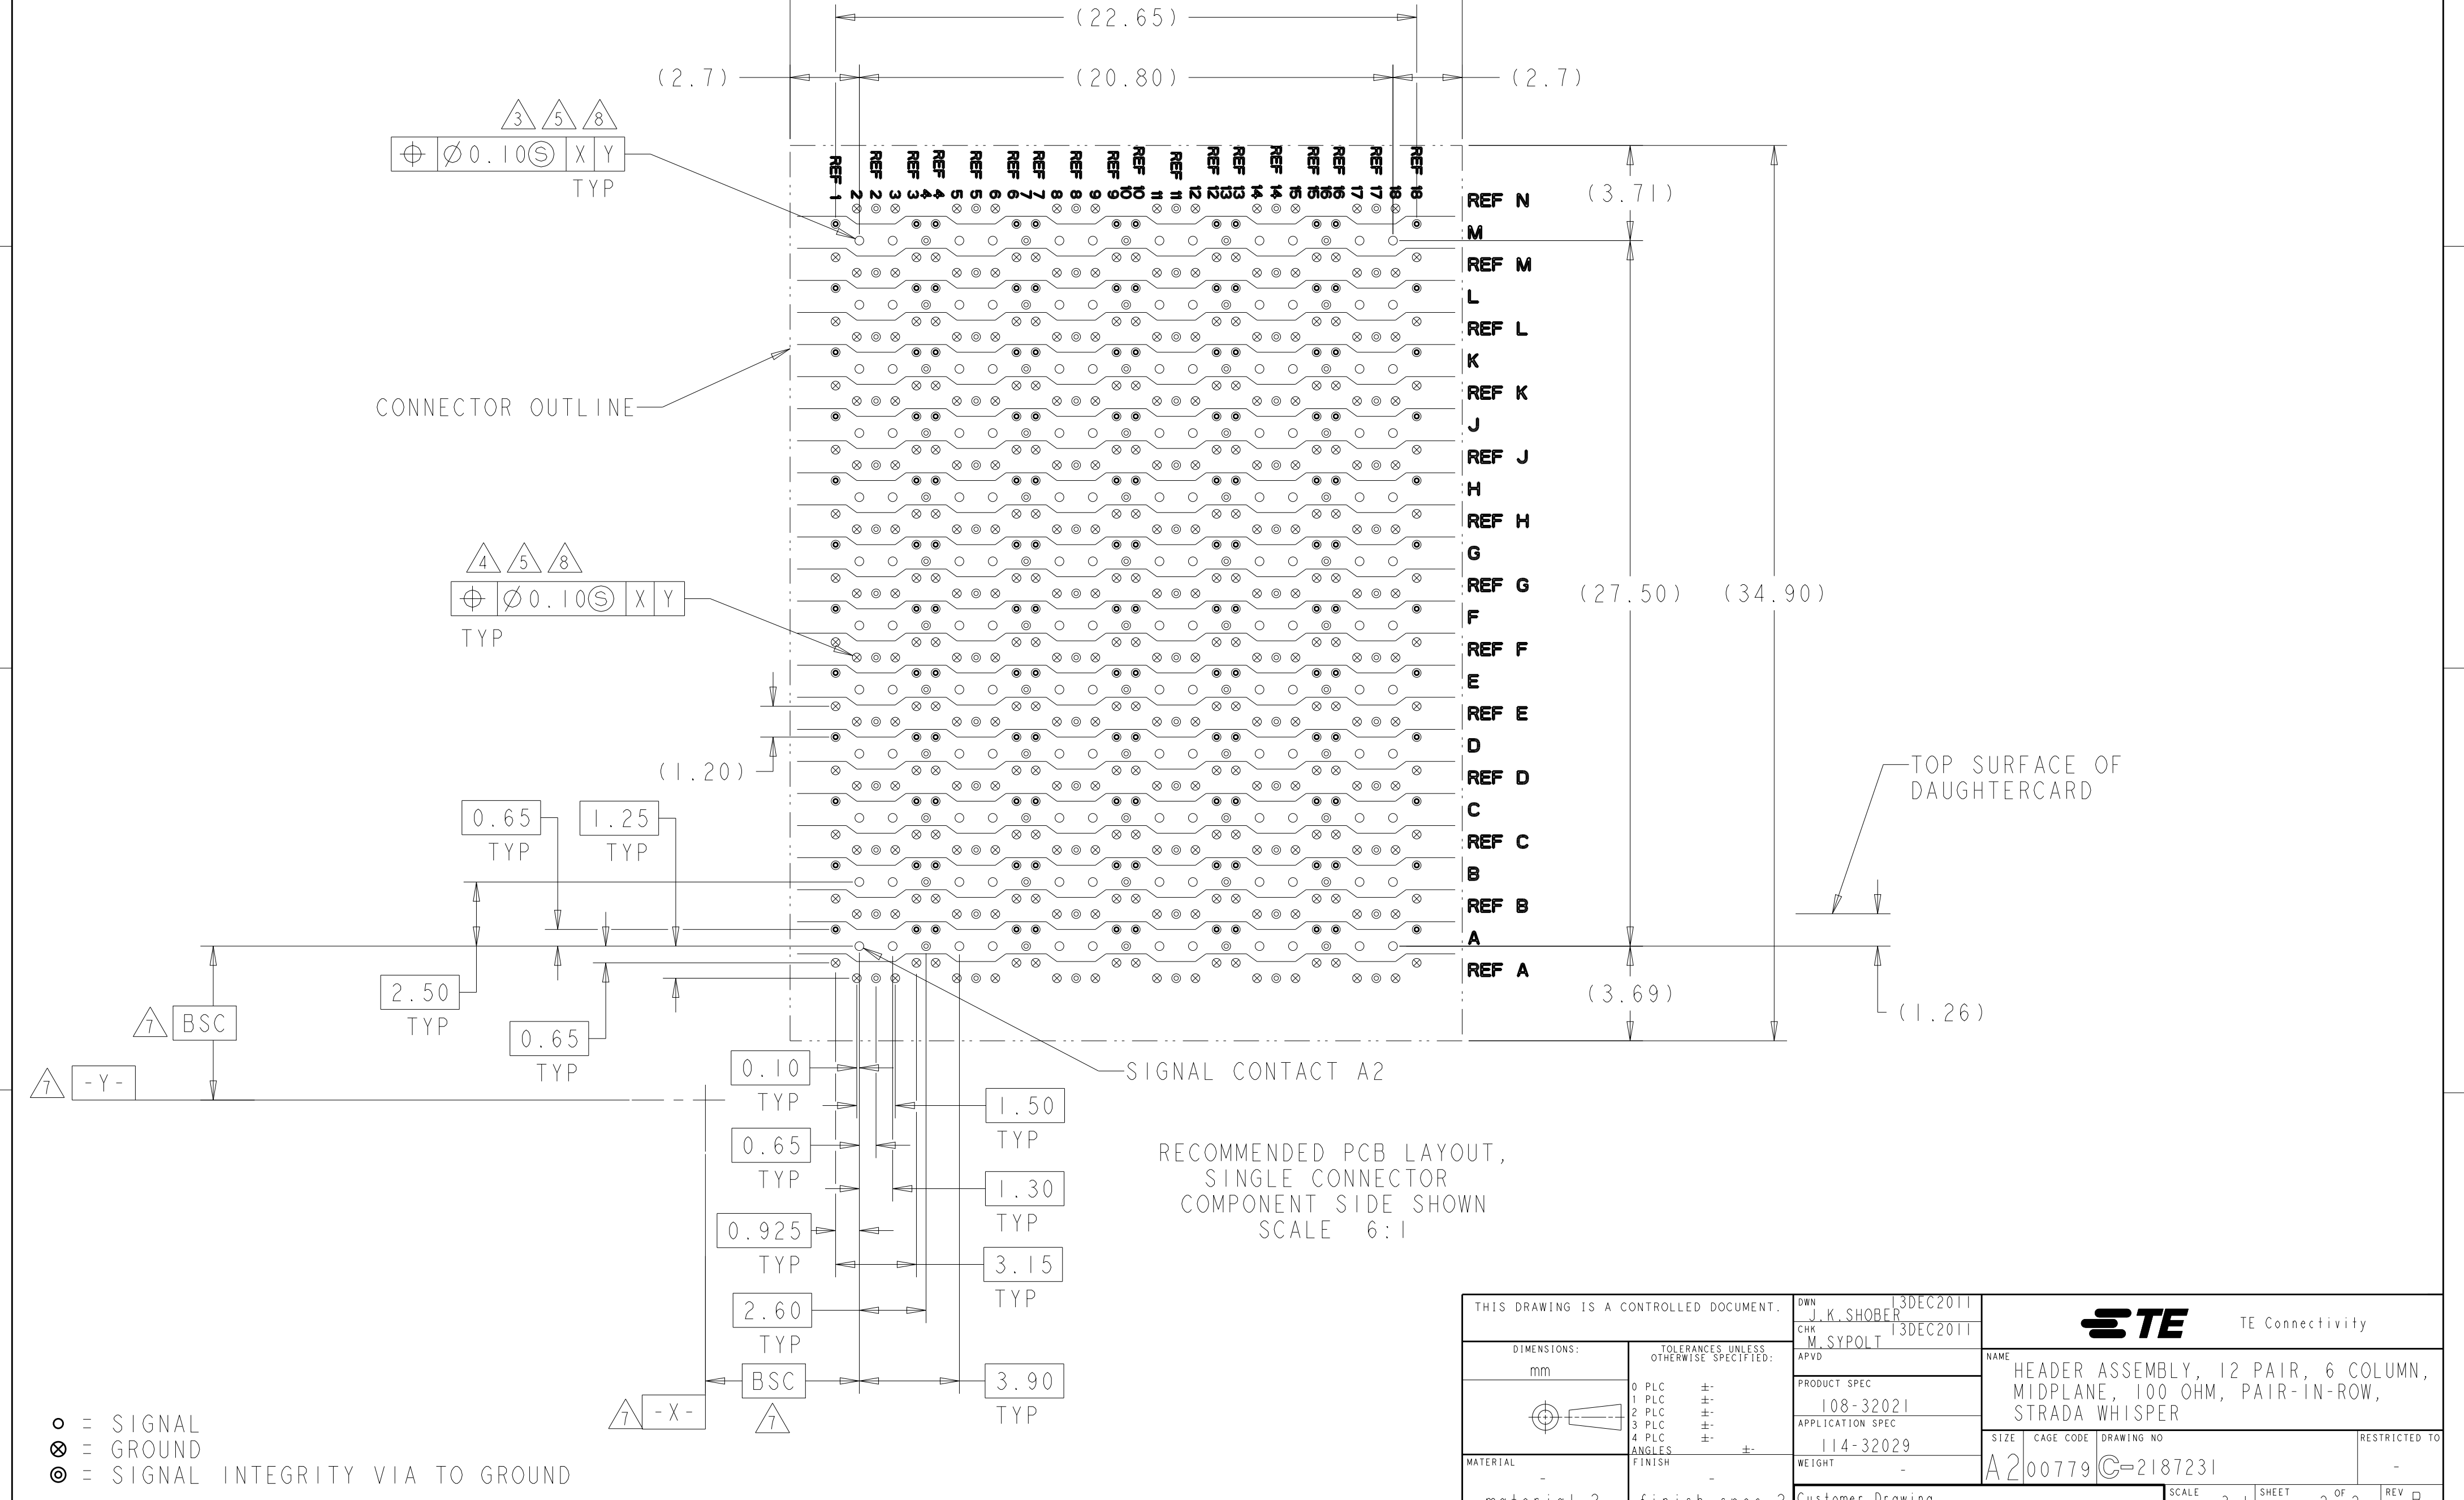 (22.65)
(2.7)
(20.80)
(2.7)
3 5 8
⌖ Ø0.10Ⓢ X Y
TYP
REF 1
2
REF 2
3
REF 3
4
REF 4
5
REF 5
6
REF 6
7
REF 7
8
REF 8
9
REF 9
10
REF 10
11
REF 11
12
REF 12
13
REF 13
14
REF 14
15
REF 15
16
REF 16
17
REF 17
18
REF 18
REF N
M
REF M
L
REF L
K
REF K
J
REF J
H
REF H
G
REF G
F
REF F
E
REF E
D
REF D
C
REF C
B
REF B
A
REF A
(3.71)
(27.50)
(34.90)
(3.69)
CONNECTOR OUTLINE
4 5 8
⌖ Ø0.10Ⓢ X Y
TYP
(1.20)
TOP SURFACE OF
DAUGHTERCARD
(1.26)
0.65
TYP
1.25
TYP
2.50
TYP
0.65
TYP
7 BSC
7 -Y-
SIGNAL CONTACT A2
0.10
TYP
1.50
TYP
0.65
TYP
1.30
TYP
0.925
TYP
3.15
TYP
2.60
TYP
BSC
7
3.90
TYP
7 -X-
RECOMMENDED PCB LAYOUT,
SINGLE CONNECTOR
COMPONENT SIDE SHOWN
SCALE 6:1
= SIGNAL
= GROUND
= SIGNAL INTEGRITY VIA TO GROUND
THIS DRAWING IS A CONTROLLED DOCUMENT.
DWN 13DEC2011
J.K.SHOBER
CHK 13DEC2011
M.SYPOLT
APVD
PRODUCT SPEC
108-32021
APPLICATION SPEC
114-32029
WEIGHT -
DIMENSIONS:
mm
TOLERANCES UNLESS
OTHERWISE SPECIFIED:
0 PLC ±-
1 PLC ±-
2 PLC ±-
3 PLC ±-
4 PLC ±-
ANGLES ±-
MATERIAL
-
FINISH
-
TE
TE Connectivity
NAME
HEADER ASSEMBLY, 12 PAIR, 6 COLUMN,
MIDPLANE, 100 OHM, PAIR-IN-ROW,
STRADA WHISPER
SIZE
A2
CAGE CODE
00779
DRAWING NO
C-2187231
RESTRICTED TO
-
Customer Drawing
SCALE
SHEET
OF
REV